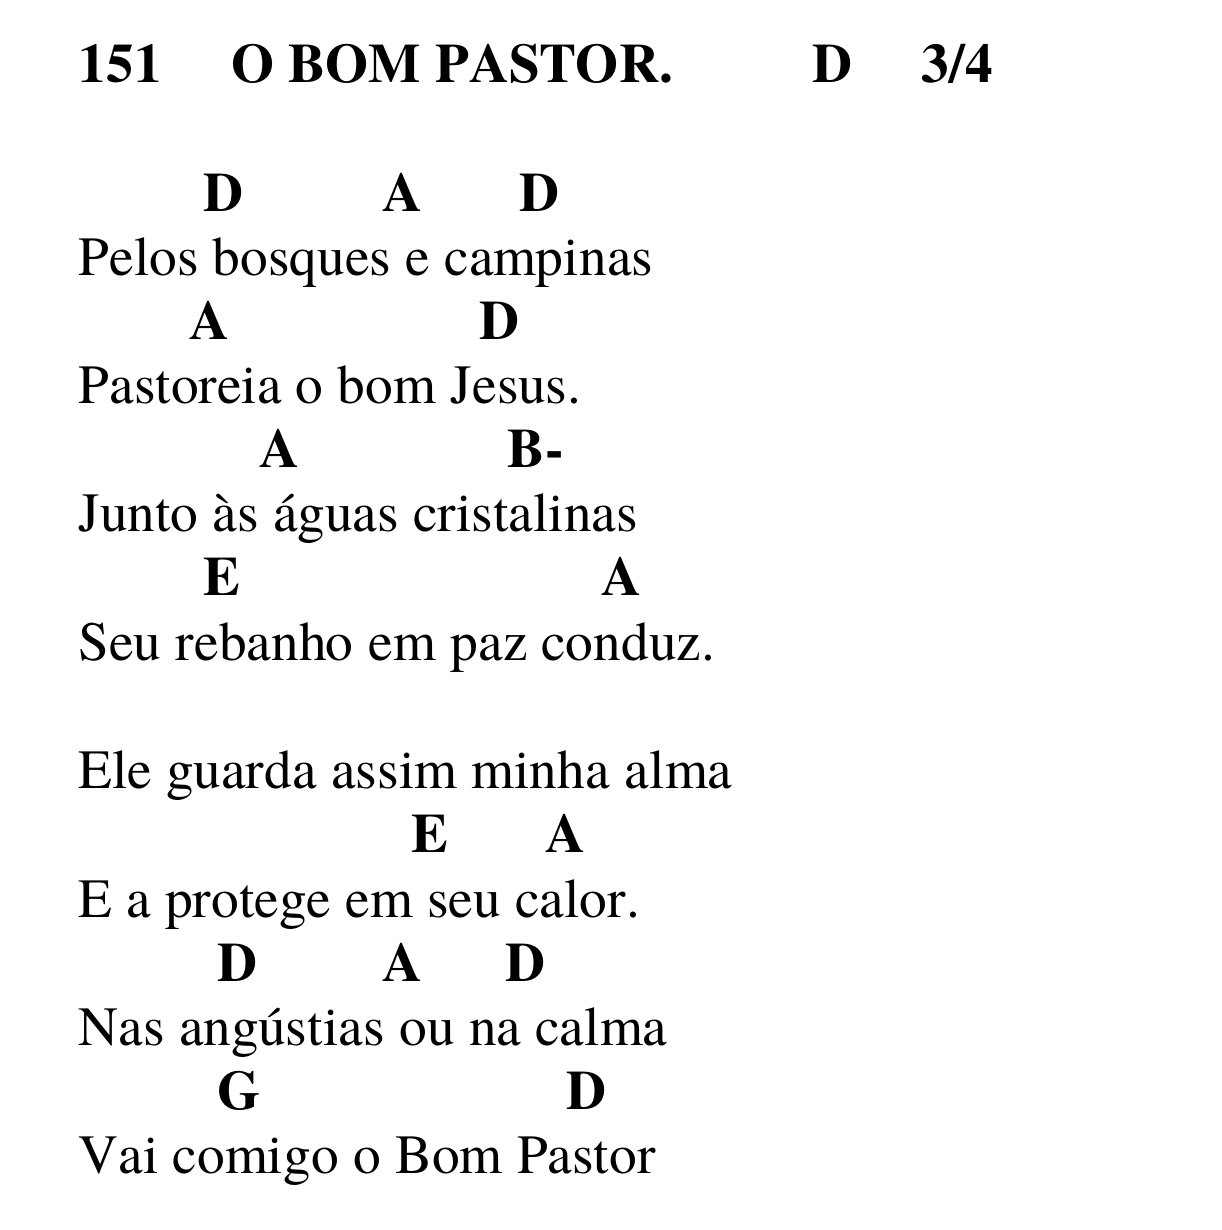 151 O BOM PASTOR. D 3/4
D A D
Pelos bosques e campinas
A D
Pastoreia o bom Jesus.
A B-
Junto às águas cristalinas
E A
Seu rebanho em paz conduz.
Ele guarda assim minha alma
E A
E a protege em seu calor.
D A D
Nas angústias ou na calma
G D
Vai comigo o Bom Pastor